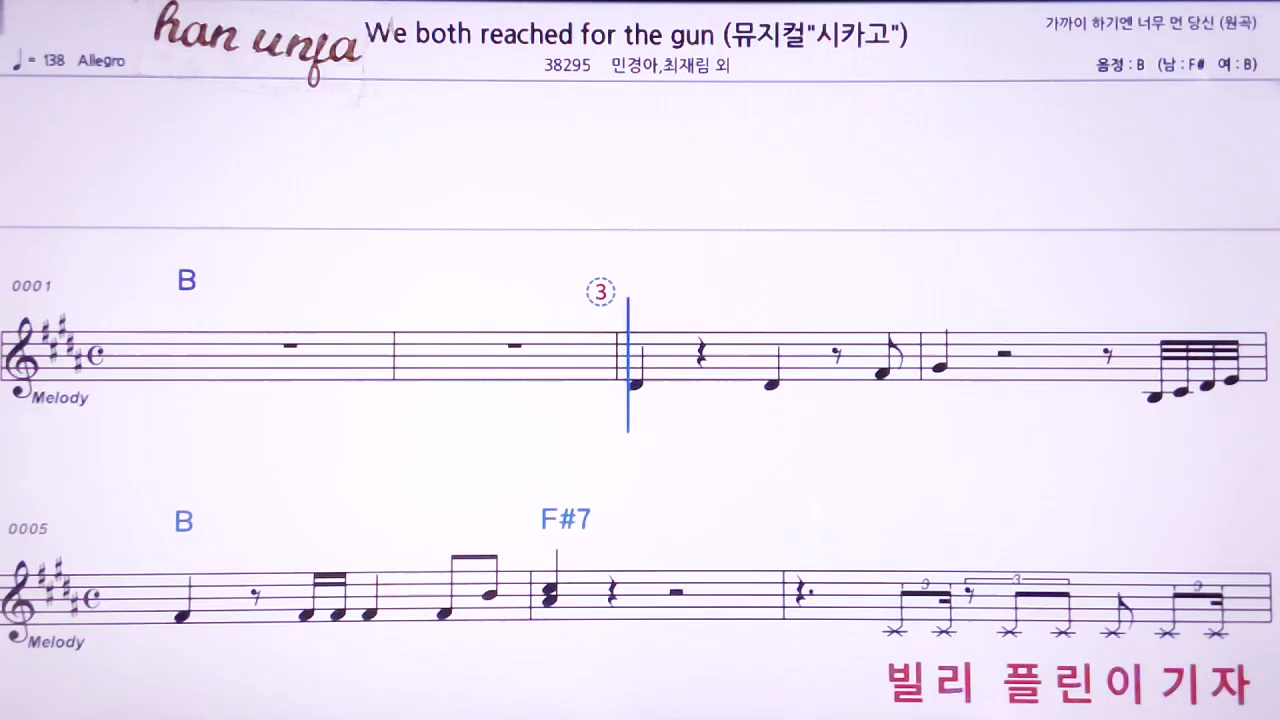 han unfa
We both reached for the gun (뮤지컬"시카고")
가까이 하기엔 너무 먼 당신 (원곡)
♩= 138 Allegro
38295 민경아,최재림 외
음정 : B (남 : F# 여 : B)
0001
B
3
Melody
0005
B
F#7
3
3
3
Melody
빌리 플린이 기자